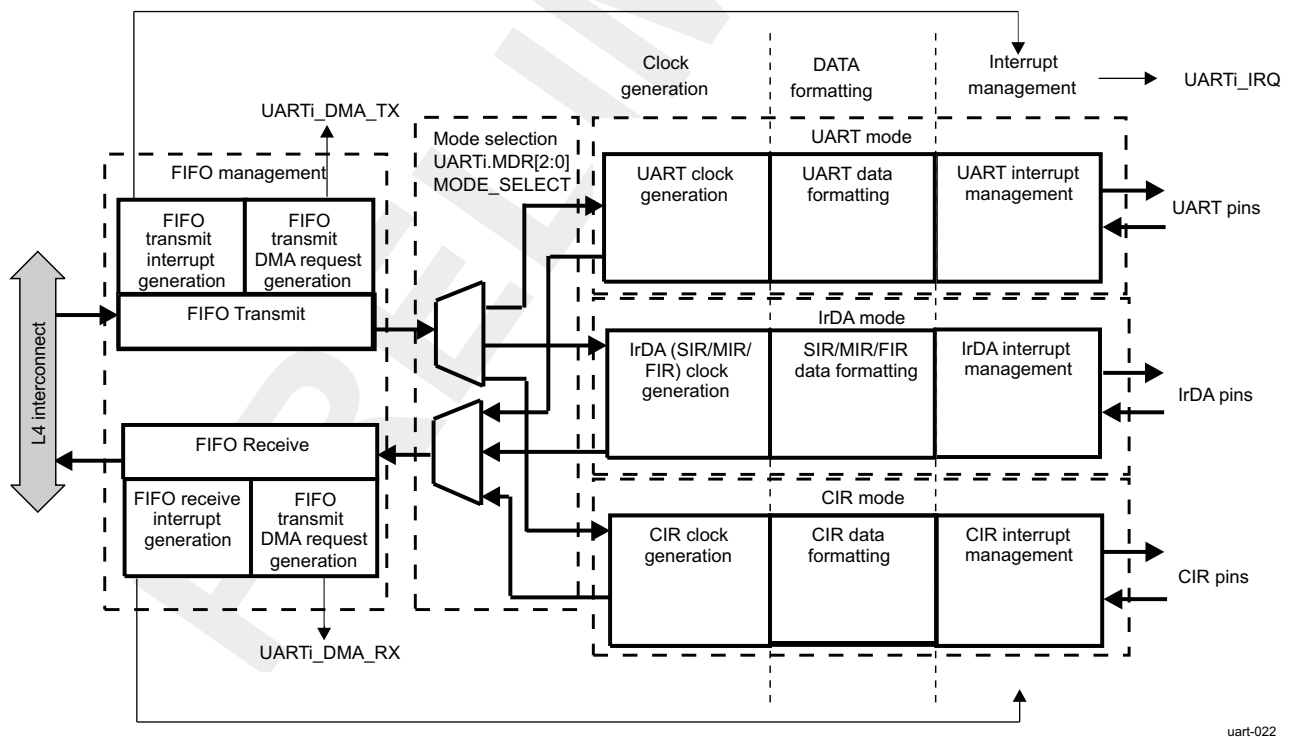 Clock
generation
DATA
formatting
Interrupt
management
UARTi_IRQ
UARTi_DMA_TX
Mode selection
UARTi.MDR[2:0]
MODE_SELECT
UART mode
FIFO management
UART clock
generation
UART data
formatting
UART interrupt
management
UART pins
FIFO
transmit
interrupt
generation
FIFO
transmit
DMA request
generation
FIFO Transmit
L4 interconnect
IrDA mode
IrDA (SIR/MIR/
FIR) clock
generation
SIR/MIR/FIR
data formatting
IrDA interrupt
management
IrDA pins
FIFO Receive
FIFO receive
interrupt
generation
FIFO
transmit
DMA request
generation
CIR mode
CIR clock
generation
CIR data
formatting
CIR interrupt
management
CIR pins
UARTi_DMA_RX
uart-022